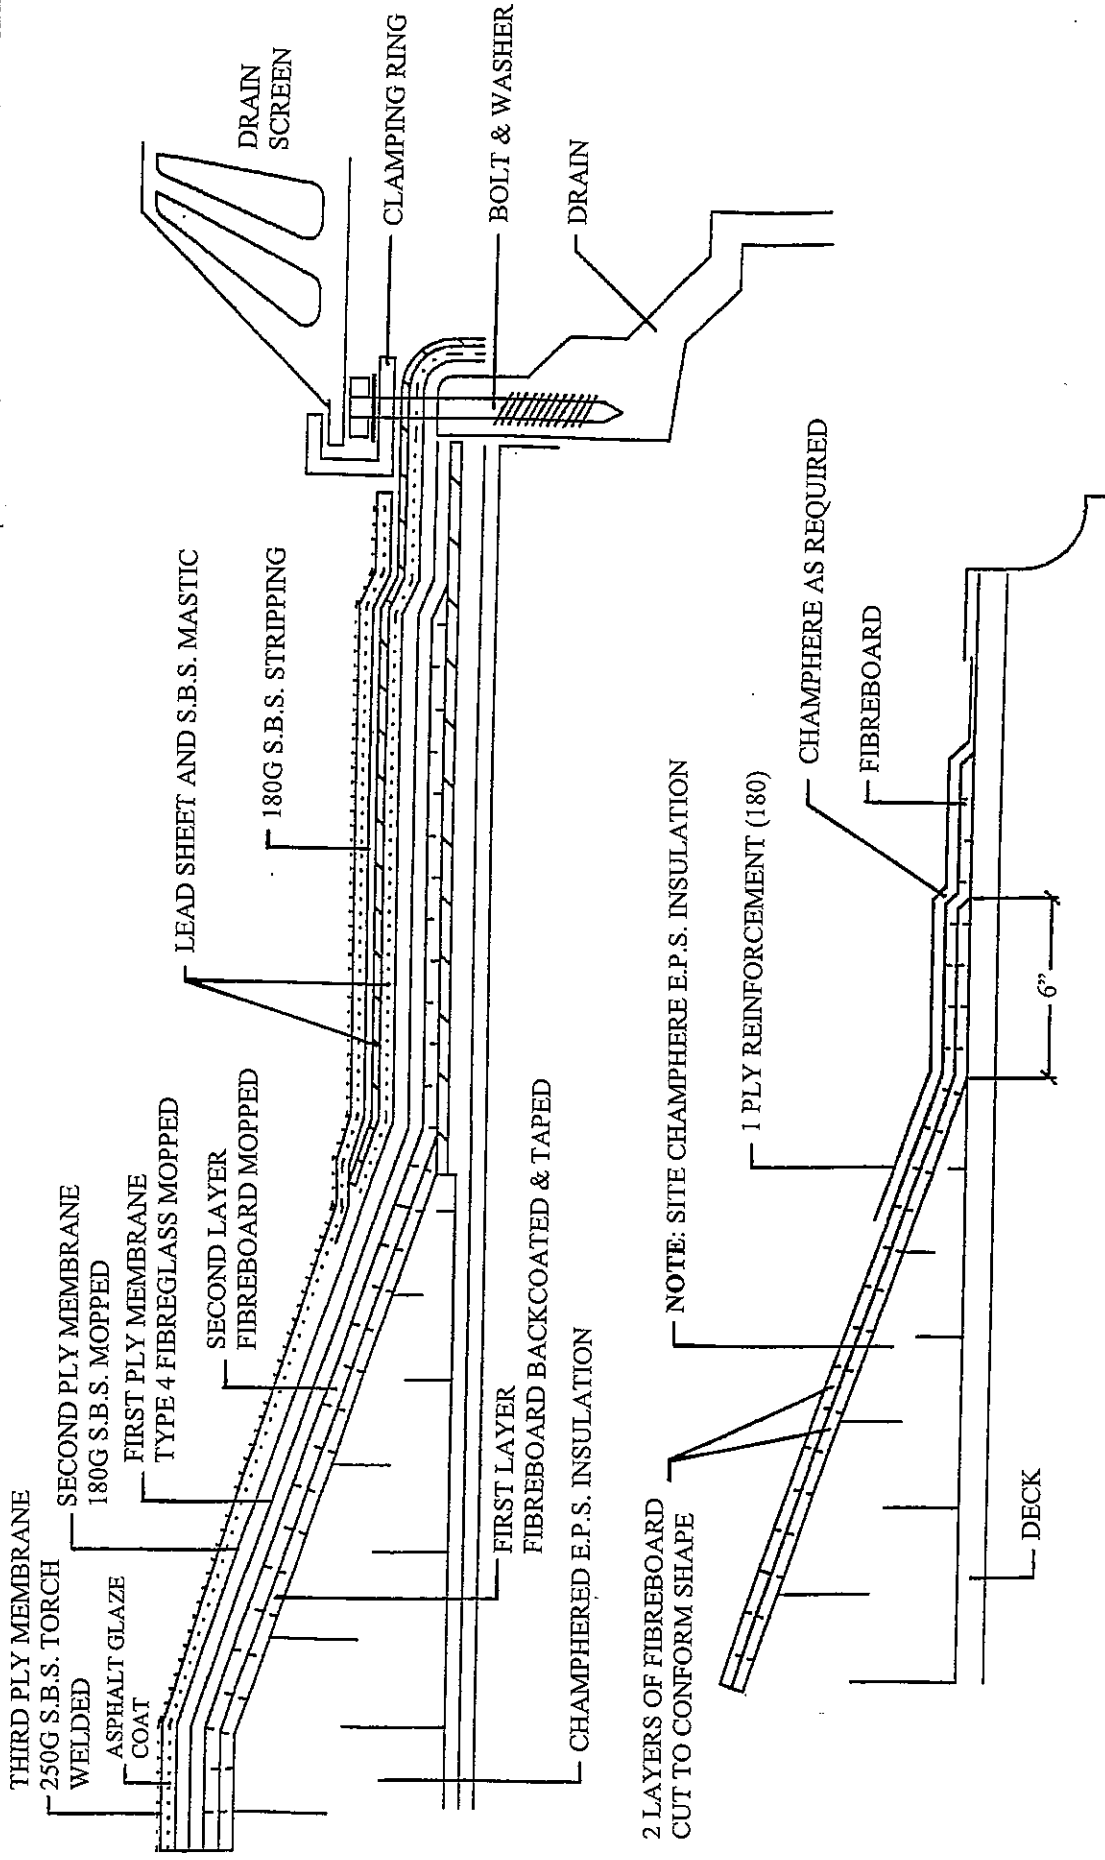 THIRD PLY MEMBRANE
250G S.B.S. TORCH
WELDED
ASPHALT GLAZE
COAT
SECOND PLY MEMBRANE
180G S.B.S. MOPPED
FIRST PLY MEMBRANE
TYPE 4 FIBREGLASS MOPPED
SECOND LAYER
FIBREBOARD MOPPED
LEAD SHEET AND S.B.S. MASTIC
180G S.B.S. STRIPPING
DRAIN
SCREEN
CLAMPING RING
BOLT & WASHER
DRAIN
FIRST LAYER
FIBREBOARD BACKCOATED & TAPED
CHAMPHERED E.P.S. INSULATION
2 LAYERS OF FIBREBOARD
CUT TO CONFORM SHAPE
NOTE: SITE CHAMPHERE E.P.S. INSULATION
1 PLY REINFORCEMENT (180)
CHAMPHERE AS REQUIRED
FIBREBOARD
6"
DECK